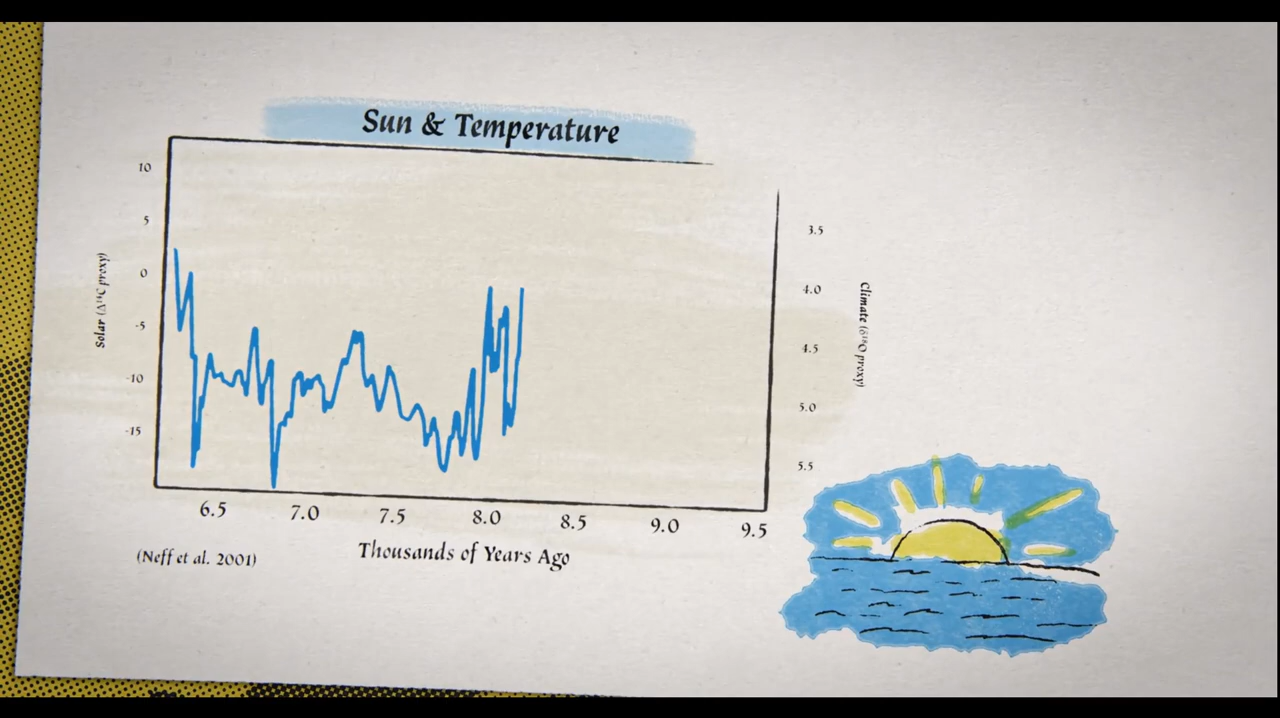 Sun & Temperature
10
5
0
-5
-10
-15
Solar (Δ¹⁴C proxy)
3.5
4.0
4.5
5.0
5.5
Climate (δ¹⁸O proxy)
6.5 7.0 7.5 8.0 8.5 9.0 9.5
Thousands of Years Ago
(Neff et al. 2001)